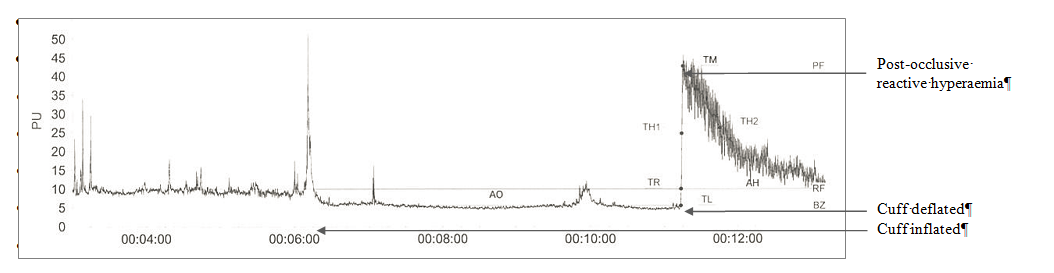 50
45
40
35
30
25
20
15
10
5
0
PU
TM
PF
TH1
TH2
TR
AO
AH
RF
TL
BZ
00:04:00 00:06:00 00:08:00 00:10:00 00:12:00
Post-occlusive·
reactive·hyperaemia¶
Cuff·deflated¶
Cuff·inflated¶